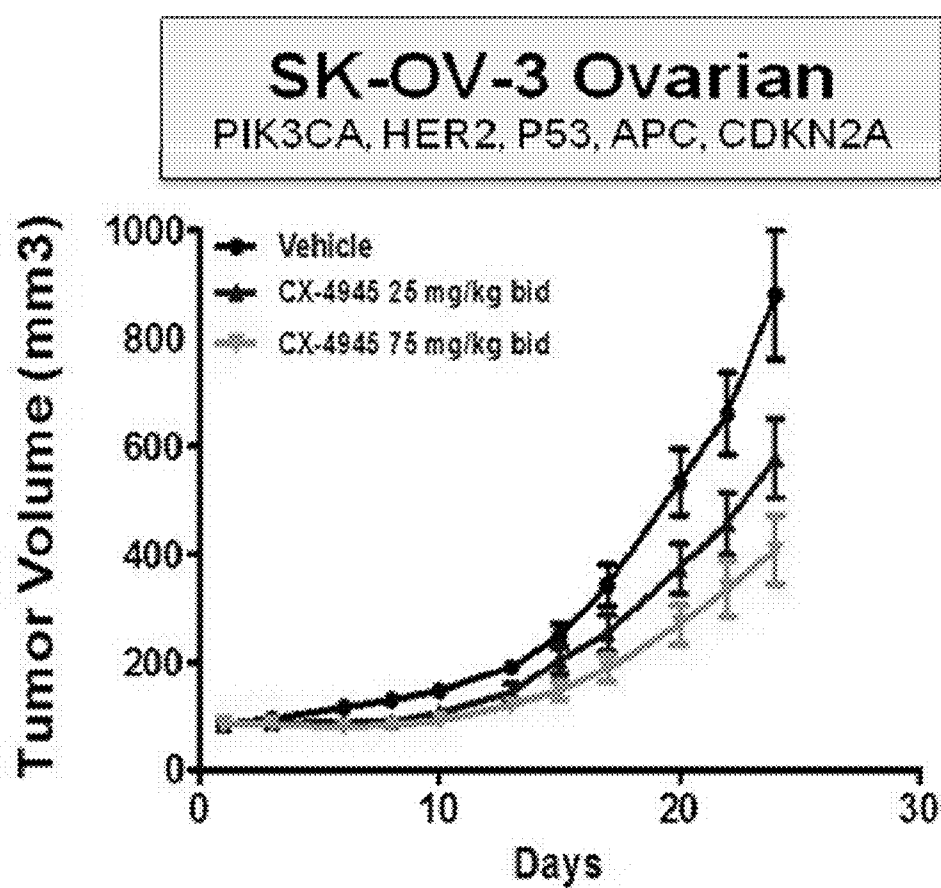 SK-OV-3 Ovarian
PIK3CA, HER2, P53, APC, CDKN2A
Tumor Volume (mm3)
1000
800
600
400
200
0
Vehicle
CX-4945 25 mg/kg bid
CX-4945 75 mg/kg bid
0 10 20 30
Days